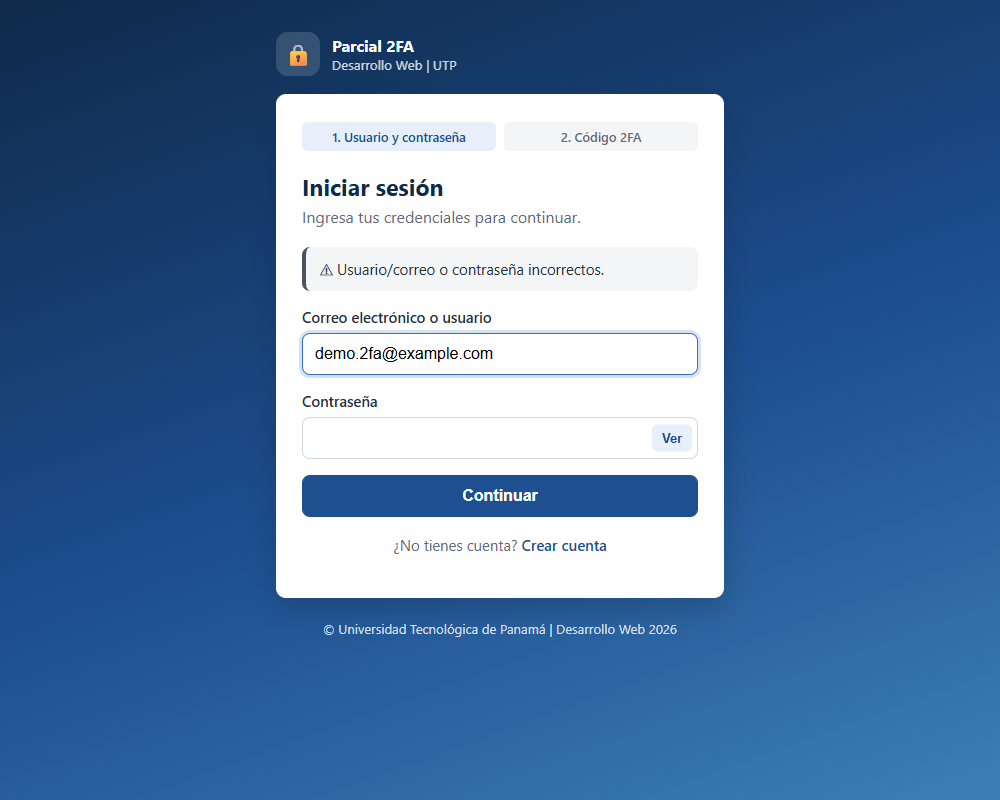 Parcial 2FA
Desarrollo Web | UTP
1. Usuario y contraseña
2. Código 2FA
Iniciar sesión
Ingresa tus credenciales para continuar.
⚠ Usuario/correo o contraseña incorrectos.
Correo electrónico o usuario
demo.2fa@example.com
Contraseña
Ver
Continuar
¿No tienes cuenta? Crear cuenta
© Universidad Tecnológica de Panamá | Desarrollo Web 2026